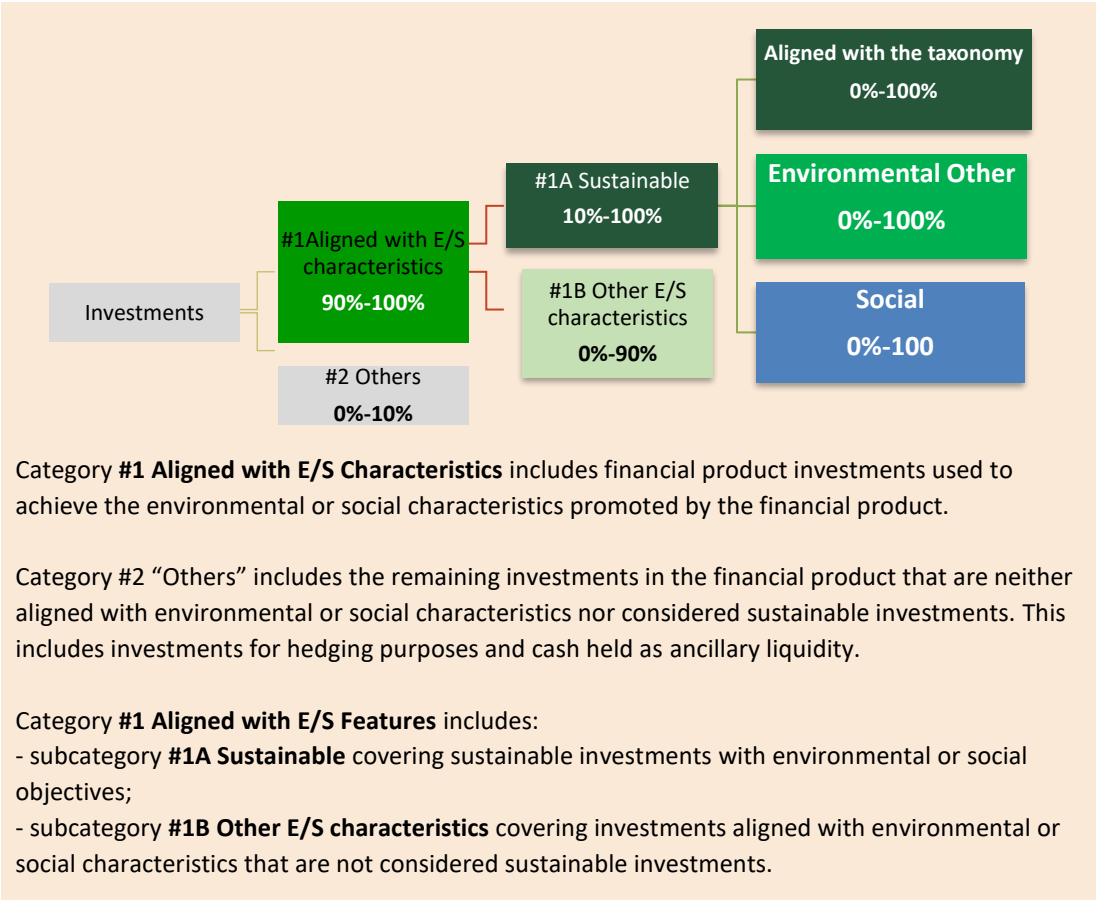 Aligned with the taxonomy
0%-100%
#1A Sustainable
10%-100%
Environmental Other
0%-100%
#1Aligned with E/S
characteristics
90%-100%
Investments
#1B Other E/S
characteristics
0%-90%
Social
0%-100
#2 Others
0%-10%
Category #1 Aligned with E/S Characteristics includes financial product investments used to
achieve the environmental or social characteristics promoted by the financial product.
Category #2 “Others” includes the remaining investments in the financial product that are neither
aligned with environmental or social characteristics nor considered sustainable investments. This
includes investments for hedging purposes and cash held as ancillary liquidity.
Category #1 Aligned with E/S Features includes:
- subcategory #1A Sustainable covering sustainable investments with environmental or social
objectives;
- subcategory #1B Other E/S characteristics covering investments aligned with environmental or
social characteristics that are not considered sustainable investments.